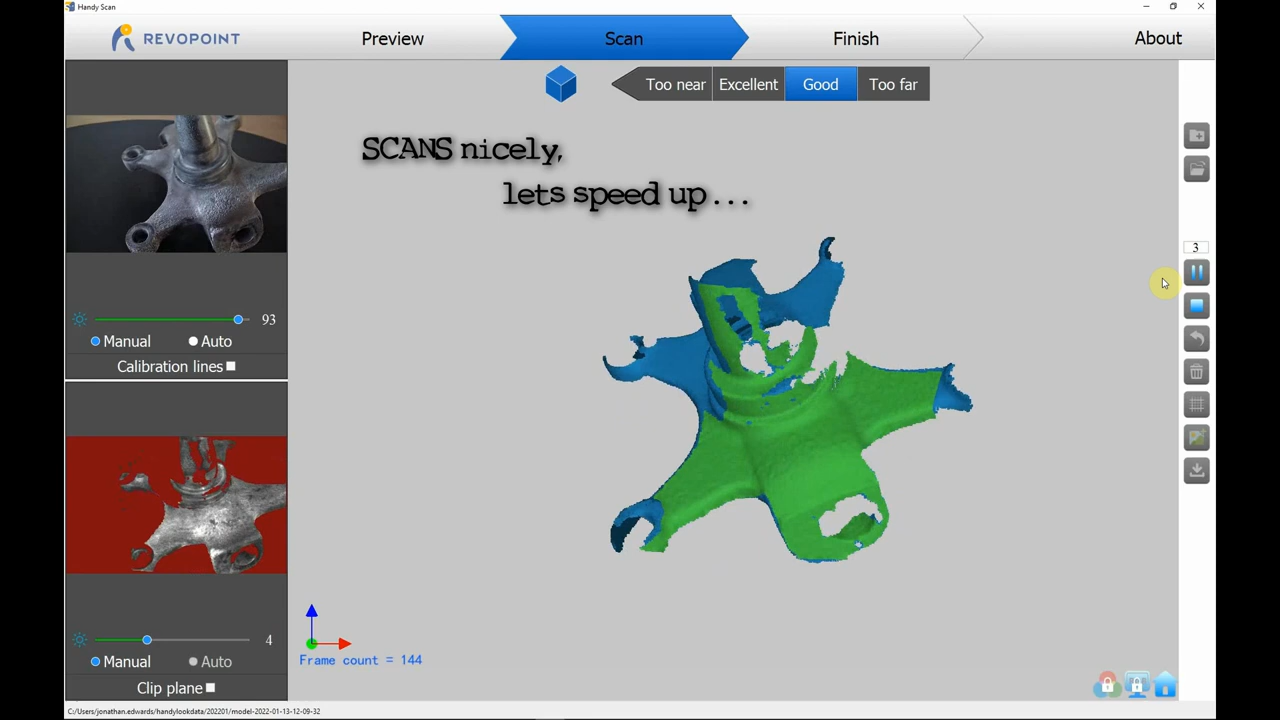 Handy Scan
REVOPOINT
Preview
Scan
Finish
About
Too near
Excellent
Good
Too far
SCANS nicely,
lets speed up . . .
93
Manual
Auto
Calibration lines
3
4
Manual
Auto
Clip plane
Frame count = 144
C:/Users/jonathan.edwards/handylookdata/202201/model-2022-01-13-12-09-32